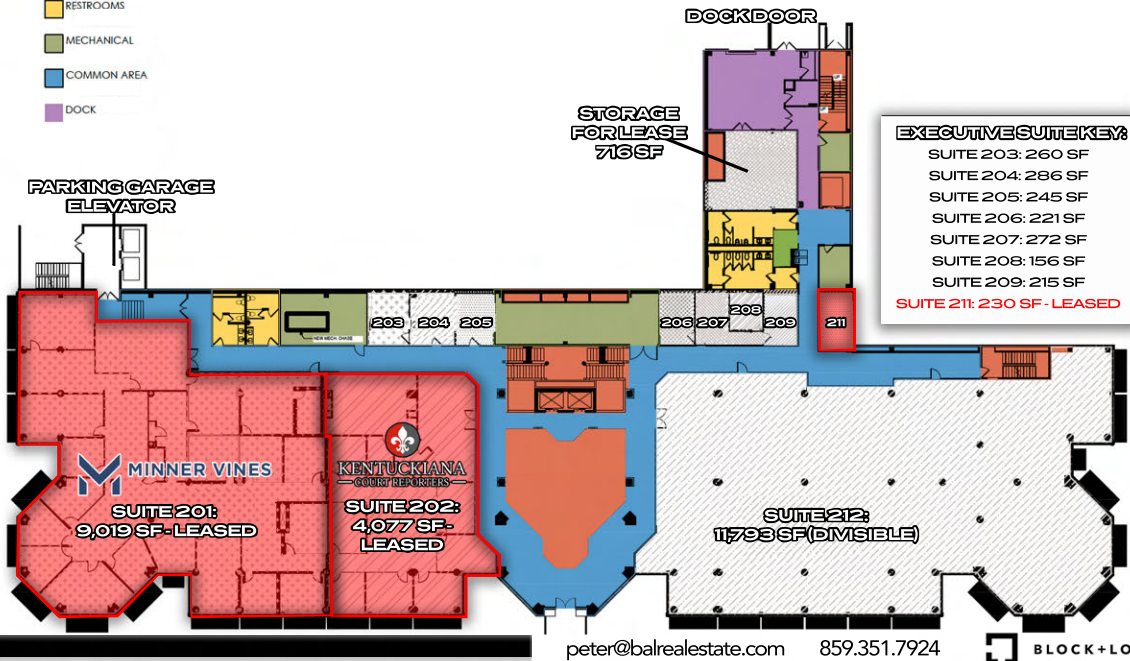 RESTROOMS
MECHANICAL
COMMON AREA
DOCK
DOCK DOOR
STORAGE
FOR LEASE
716 SF
PARKING GARAGE
ELEVATOR
EXECUTIVE SUITE KEY:
SUITE 203: 260 SF
SUITE 204: 286 SF
SUITE 205: 245 SF
SUITE 206: 221 SF
SUITE 207: 272 SF
SUITE 208: 156 SF
SUITE 209: 215 SF
SUITE 211: 230 SF - LEASED
UP
UP
203
204
205
206
207
208
209
211
NEW MECH. CHASE
MINNER VINES
SUITE 201:
9,019 SF - LEASED
KENTUCKIANA
COURT REPORTERS
SUITE 202:
4,077 SF -
LEASED
SUITE 212:
11,793 SF (DIVISIBLE)
peter@balrealestate.com
859.351.7924
BLOCK+LO